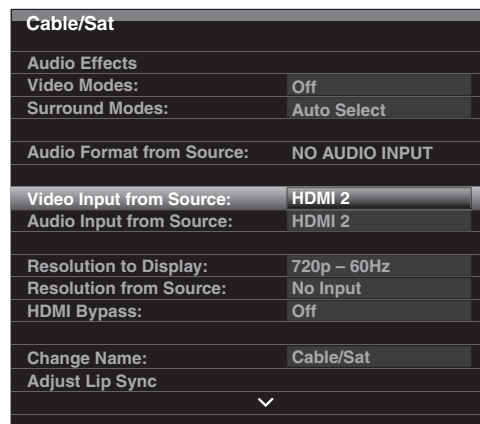 Cable/Sat
Audio Effects
Video Modes: Off
Surround Modes: Auto Select
Audio Format from Source: NO AUDIO INPUT
Video Input from Source: HDMI 2
Audio Input from Source: HDMI 2
Resolution to Display: 720p – 60Hz
Resolution from Source: No Input
HDMI Bypass: Off
Change Name: Cable/Sat
Adjust Lip Sync